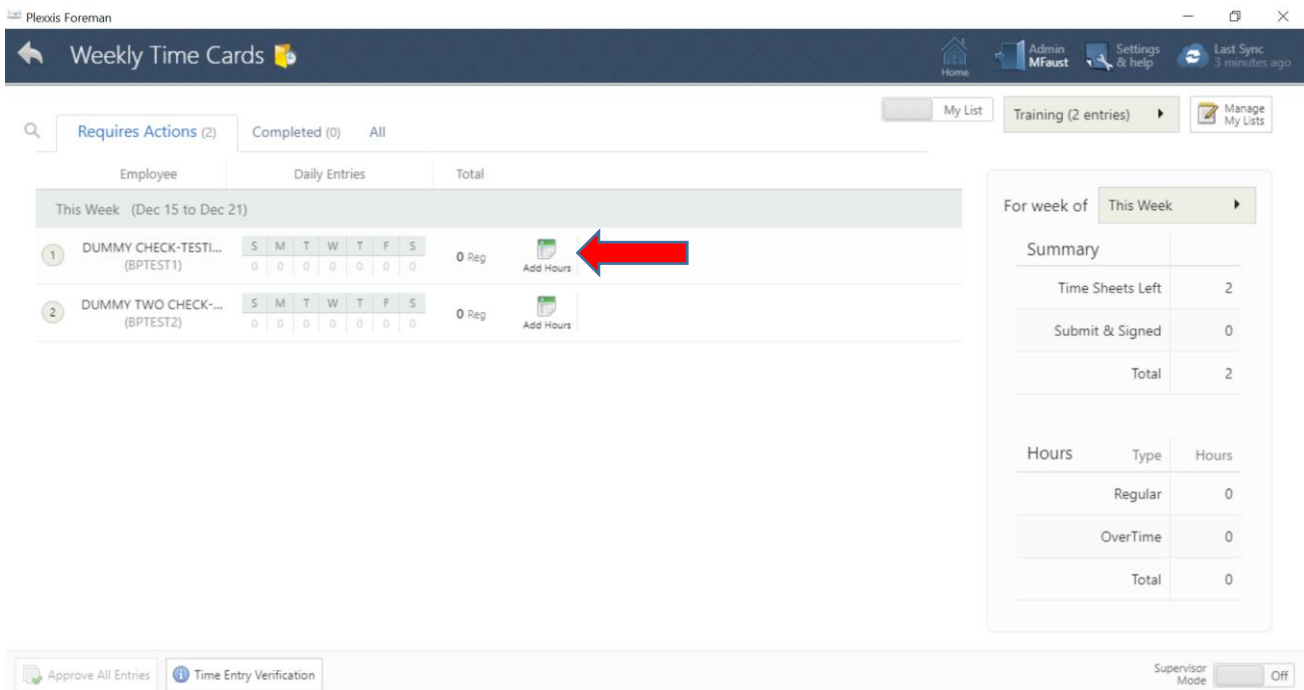 Plexxis Foreman
Weekly Time Cards
Home
Admin
MFaust
Settings
& help
Last Sync
3 minutes ago
My List
Training (2 entries)
Manage
My Lists
Requires Actions (2)
Completed (0)
All
Employee
Daily Entries
Total
This Week (Dec 15 to Dec 21)
1
DUMMY CHECK-TESTI...
(BPTEST1)
S M T W T F S
0 0 0 0 0 0 0
0 Reg
Add Hours
2
DUMMY TWO CHECK-...
(BPTEST2)
S M T W T F S
0 0 0 0 0 0 0
0 Reg
Add Hours
For week of
This Week
Summary
Time Sheets Left 2
Submit & Signed 0
Total 2
Hours Type Hours
Regular 0
OverTime 0
Total 0
Approve All Entries
Time Entry Verification
Supervisor
Mode
Off